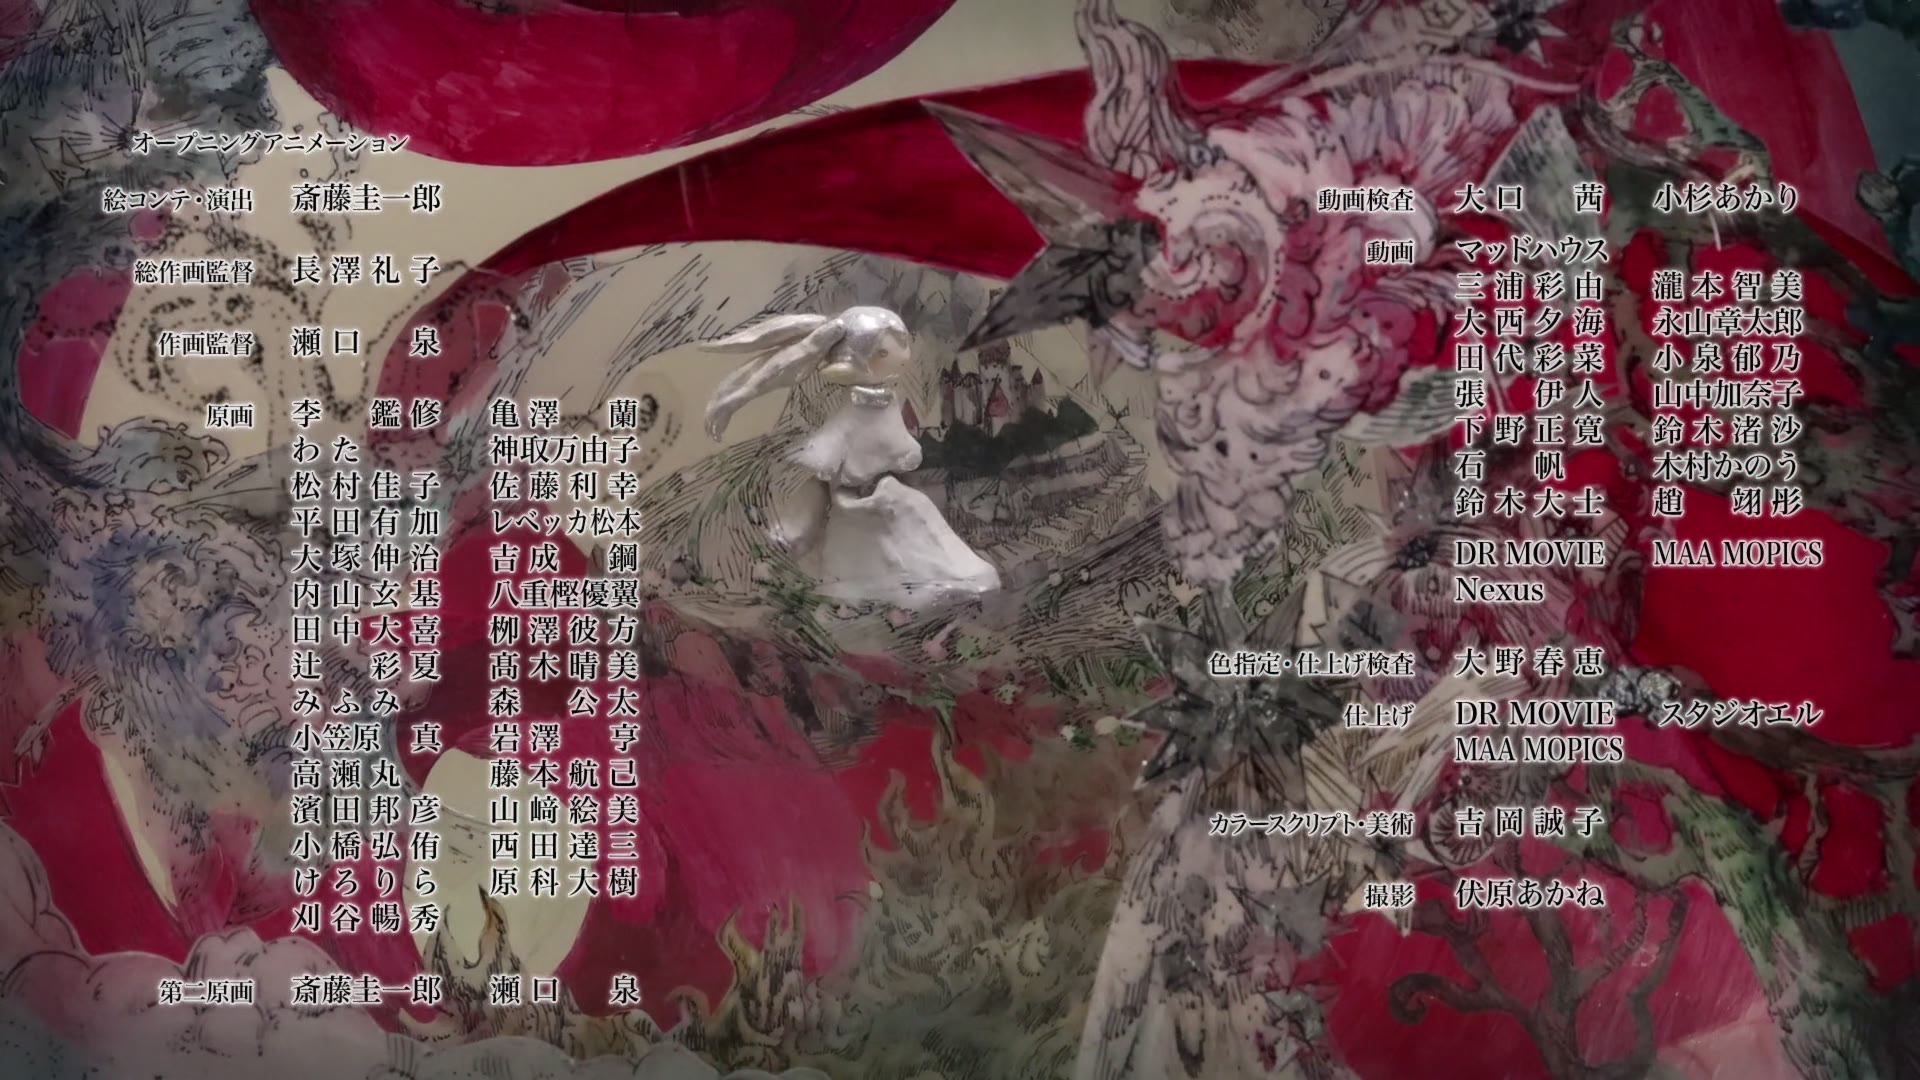 オープニングアニメーション
絵コンテ・演出 斎藤圭一郎
総作画監督 長澤礼子
作画監督 瀬口泉
原画 李鑑修 亀澤蘭
わた 神取万由子
松村佳子 佐藤利幸
平田有加 レベッカ松本
大塚伸治 吉成鋼
内山玄基 八重樫優翼
田中大喜 栁澤彼方
辻彩夏 髙木晴美
みふみ 森公太
小笠原真 岩澤亨
高瀬丸 藤本航己
濱田邦彦 山﨑絵美
小橋弘侑 西田達三
けろりら 原科大樹
刈谷暢秀
第二原画 斎藤圭一郎 瀬口泉
動画検査 大口茜 小杉あかり
動画 マッドハウス
三浦彩由 瀧本智美
大西夕海 永山章太郎
田代彩菜 小泉郁乃
張伊人 山中加奈子
下野正寛 鈴木渚沙
石帆 木村かのう
鈴木大士 趙翊彤
DR MOVIE MAA MOPICS
Nexus
色指定・仕上げ検査 大野春恵
仕上げ DR MOVIE スタジオエル
MAA MOPICS
カラースクリプト・美術 吉岡誠子
撮影 伏原あかね